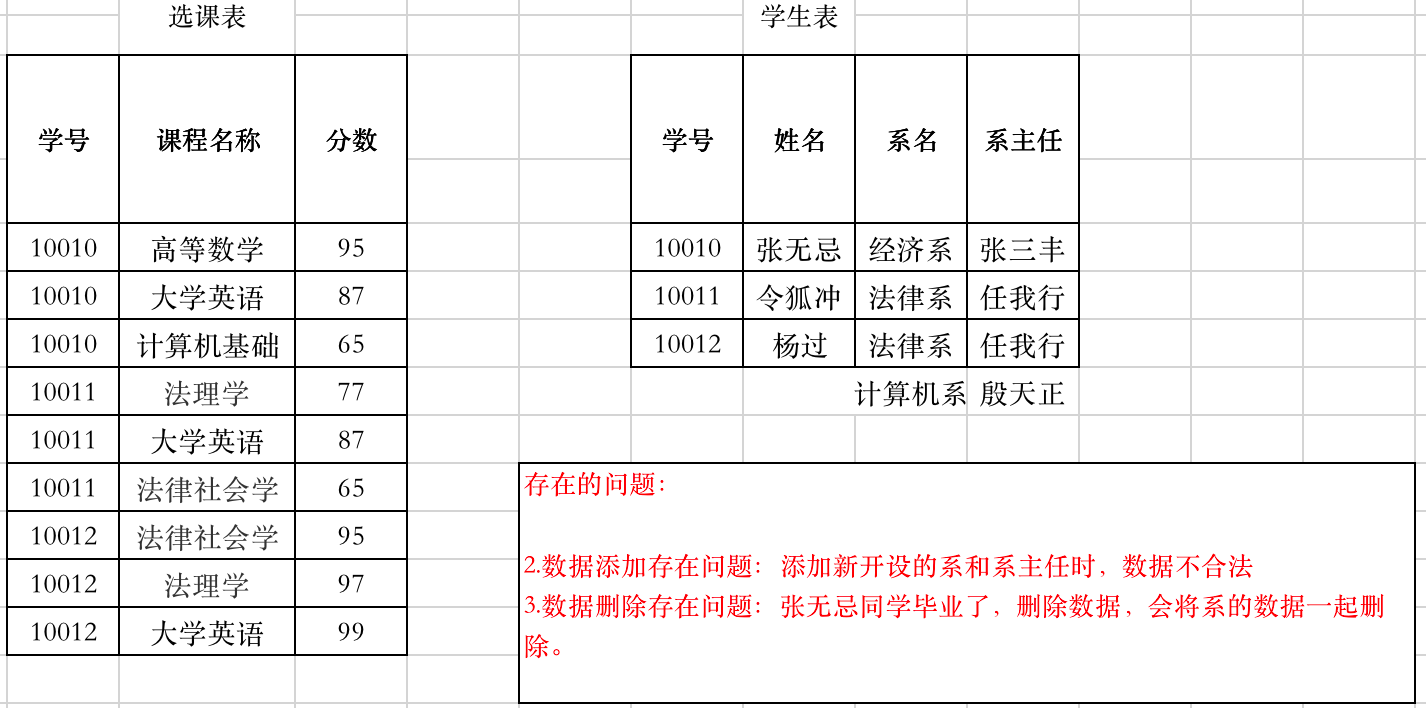 选课表
学号 课程名称 分数
10010 高等数学 95
10010 大学英语 87
10010 计算机基础 65
10011 法理学 77
10011 大学英语 87
10011 法律社会学 65
10012 法律社会学 95
10012 法理学 97
10012 大学英语 99
学生表
学号 姓名 系名 系主任
10010 张无忌 经济系 张三丰
10011 令狐冲 法律系 任我行
10012 杨过 法律系 任我行
计算机系 殷天正
存在的问题：
2.数据添加存在问题：添加新开设的系和系主任时，数据不合法
3.数据删除存在问题：张无忌同学毕业了，删除数据，会将系的数据一起删
除。